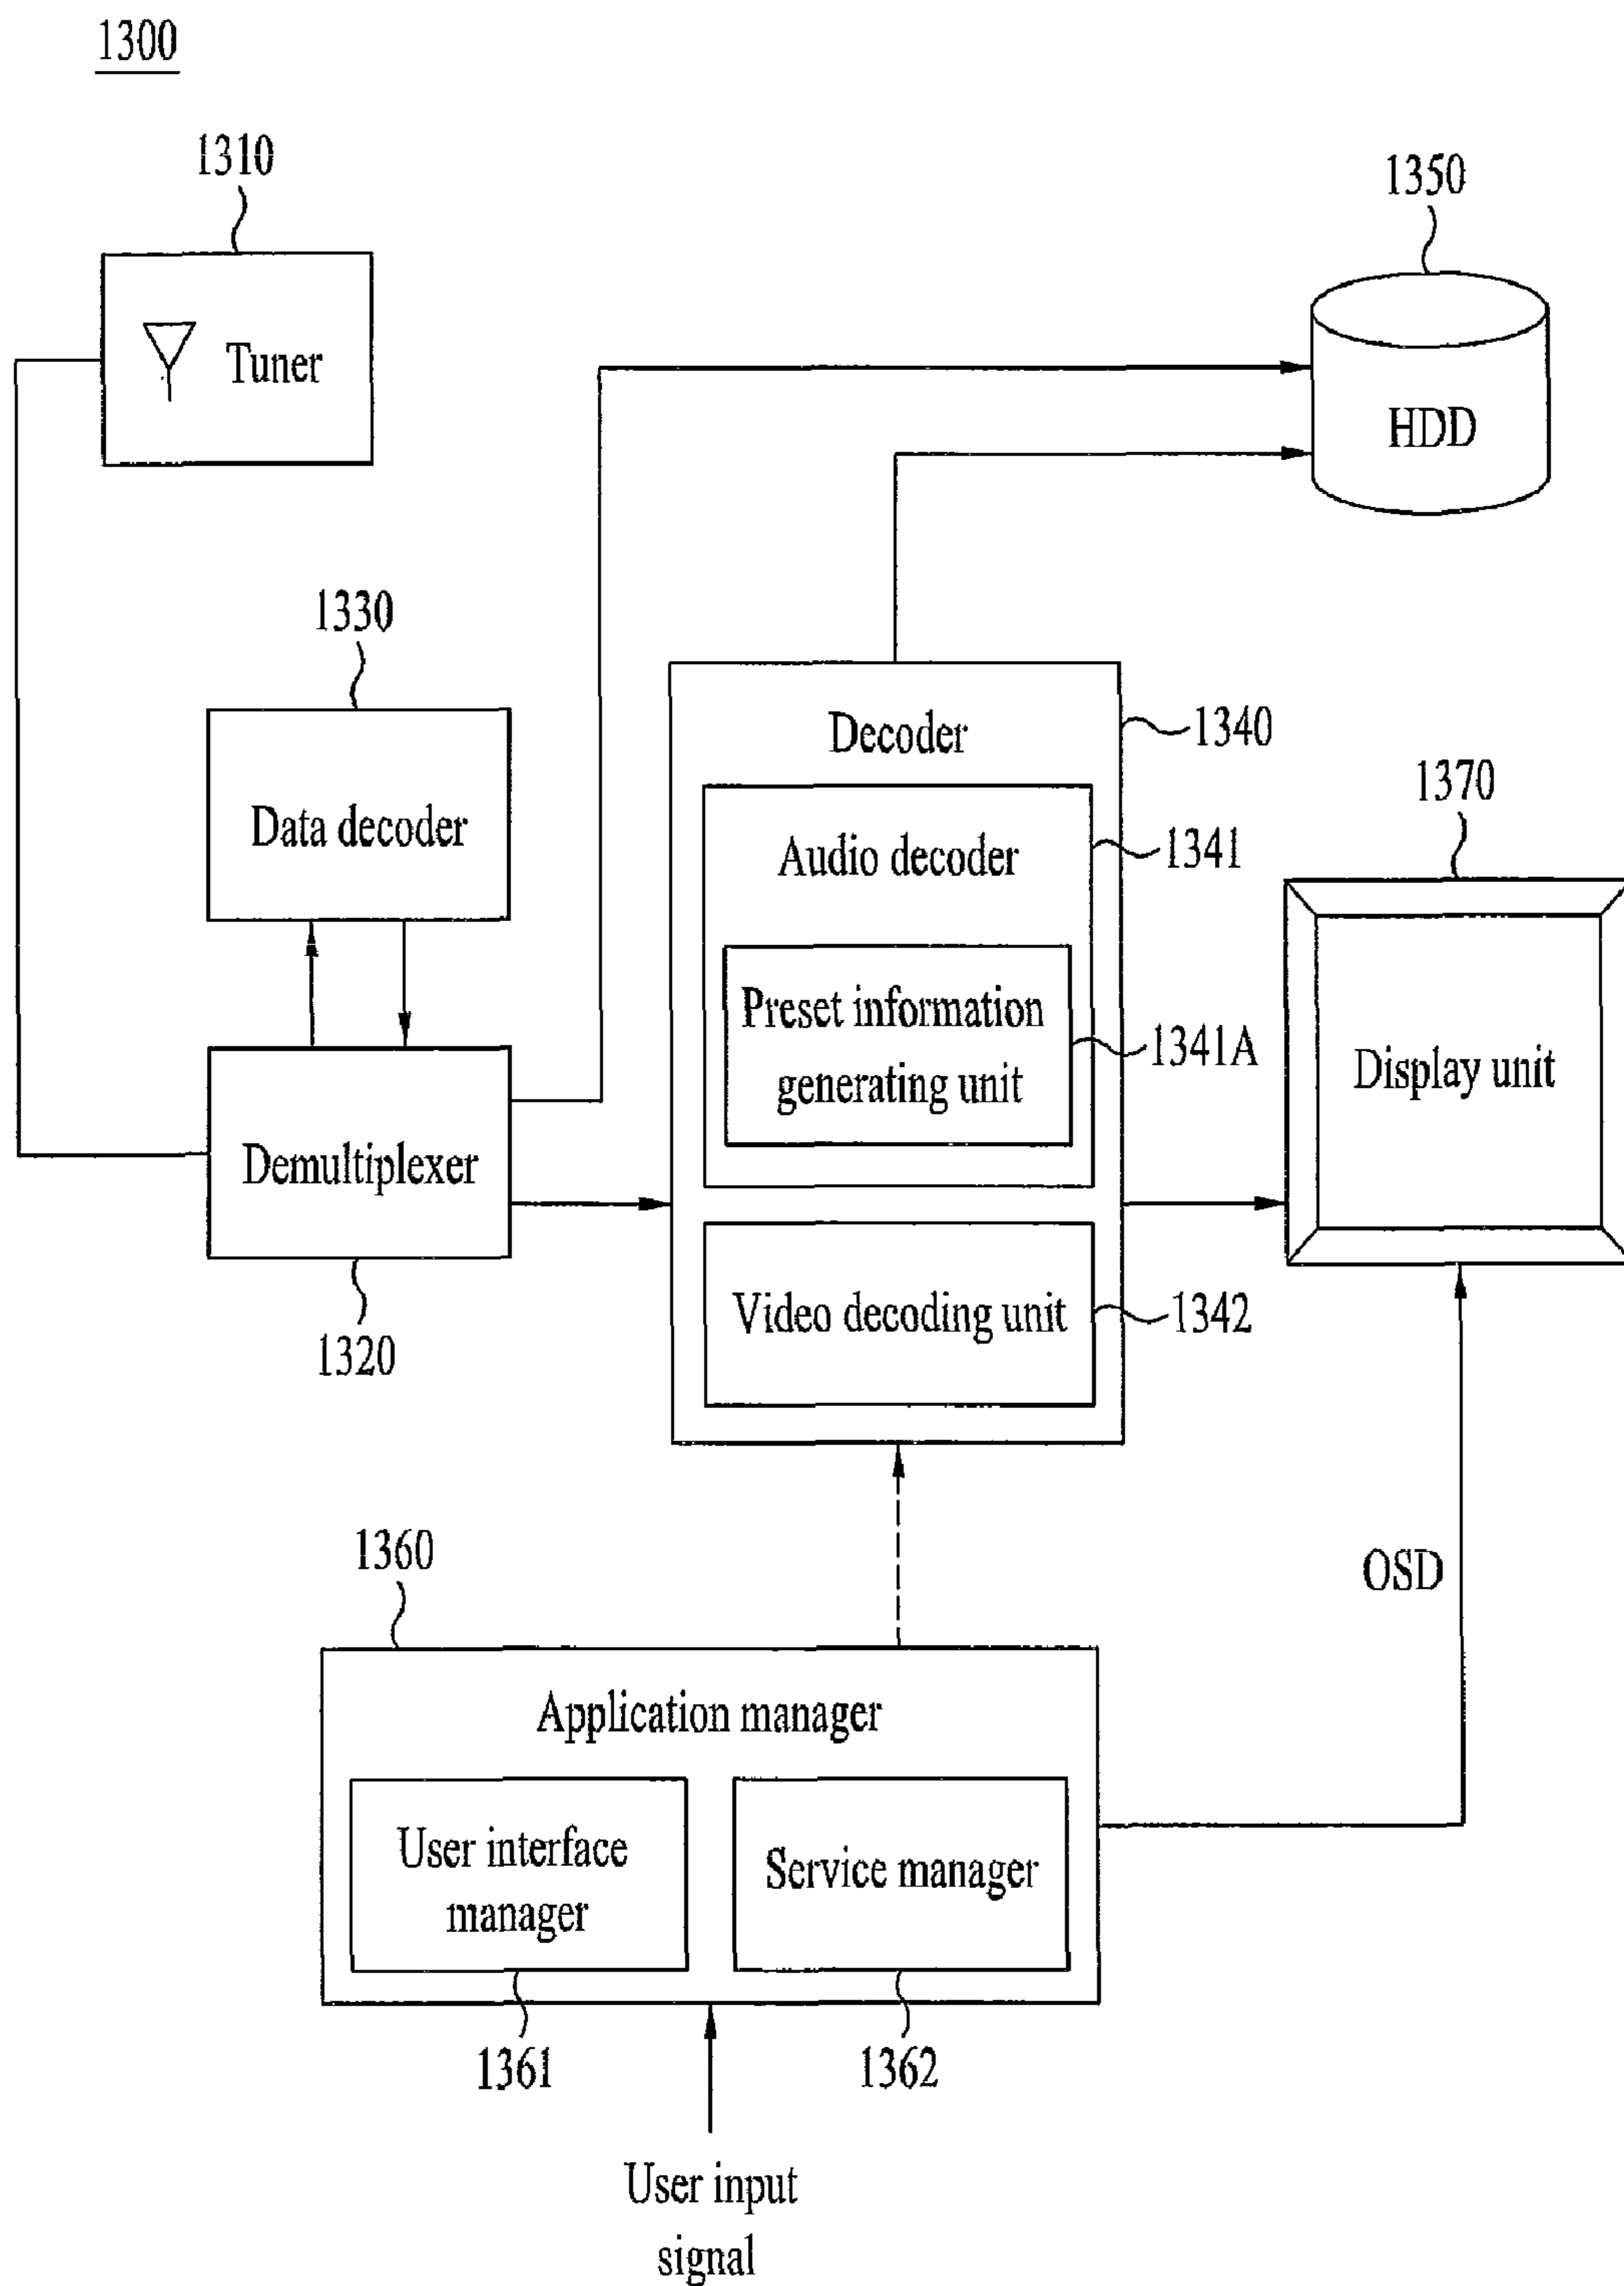 1300
1310
1350
Tuner
HDD
1330
Decoder
1340
1370
Data decoder
Audio decoder
1341
Preset information
generating unit
1341A
Display unit
Demultiplexer
Video decoding unit
1342
1320
1360
OSD
Application manager
User interface
manager
Service manager
1361
1362
User input
signal